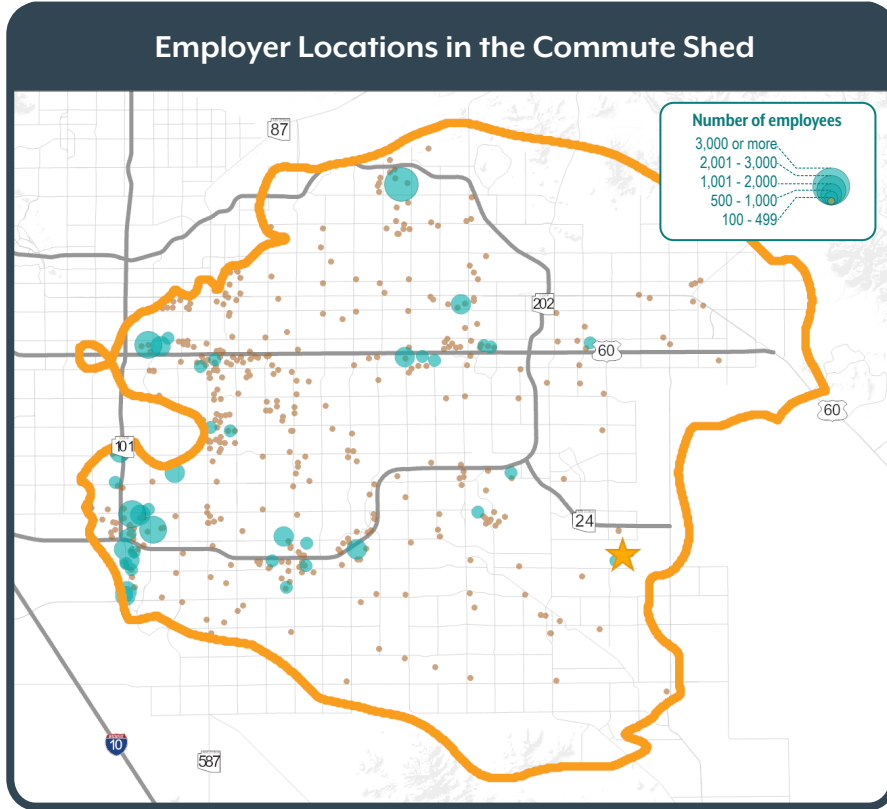 Employer Locations in the Commute Shed
87
Number of employees
3,000 or more
2,001 - 3,000
1,001 - 2,000
500 - 1,000
100 - 499
202
60
60
101
24
10
587